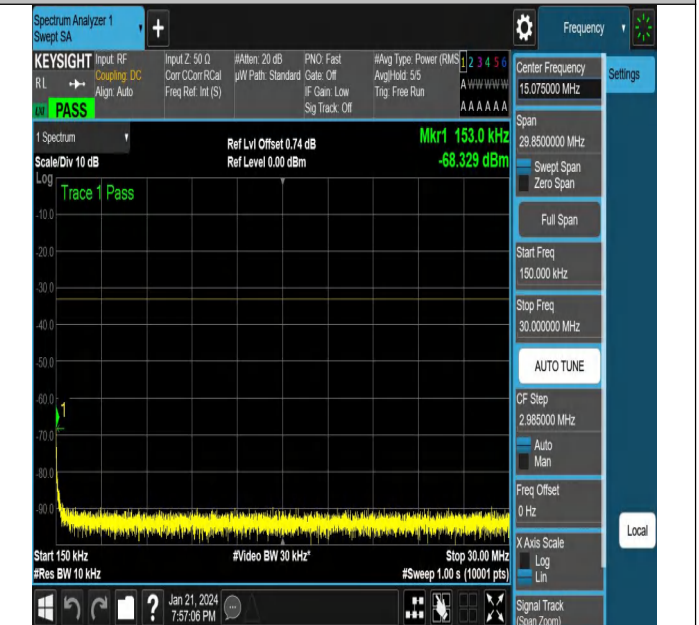 Spectrum Analyzer 1
Swept SA
+
Frequency
KEYSIGHT
Input: RF
Coupling: DC
Align: Auto
RL
LXI
PASS
Input Z: 50 Ω
Corr CCorr RCal
Freq Ref: Int (S)
#Atten: 20 dB
µW Path: Standard
PNO: Fast
Gate: Off
IF Gain: Low
Sig Track: Off
#Avg Type: Power (RMS
Avg|Hold: 5/5
Trig: Free Run
1 2 3 4 5 6
A W W W W W
A A A A A A
1 Spectrum
Scale/Div 10 dB
Ref Lvl Offset 0.74 dB
Ref Level 0.00 dBm
Mkr1 153.0 kHz
-68.329 dBm
Log
Trace 1 Pass
-10.0
-20.0
-30.0
-40.0
-50.0
-60.0
1
-70.0
-80.0
-90.0
Start 150 kHz
#Video BW 30 kHz*
Stop 30.00 MHz
#Res BW 10 kHz
#Sweep 1.00 s (10001 pts)
Center Frequency
15.075000 MHz
Settings
Span
29.8500000 MHz
Swept Span
Zero Span
Full Span
Start Freq
150.000 kHz
Stop Freq
30.000000 MHz
AUTO TUNE
CF Step
2.985000 MHz
Auto
Man
Freq Offset
0 Hz
X Axis Scale
Log
Lin
Local
Signal Track
(Span Zoom)
?
Jan 21, 2024
7:57:06 PM